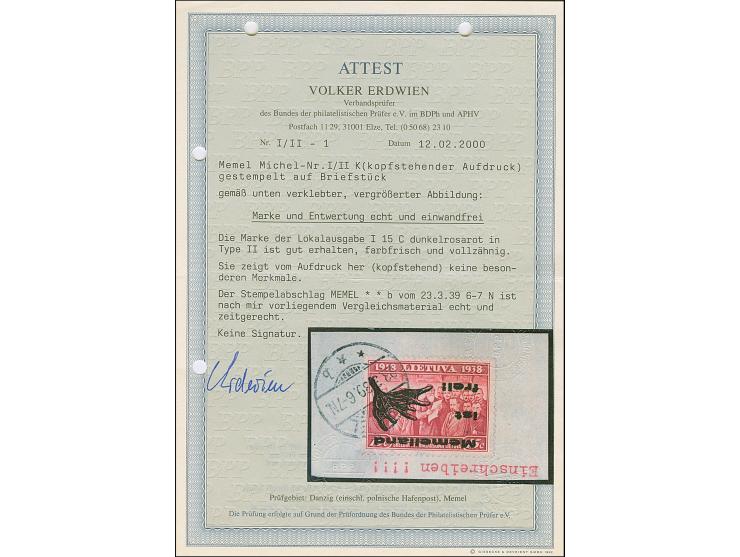 ATTEST
VOLKER ERDWIEN
Verbandsprüfer
des Bundes der philatelistischen Prüfer e.V. im BDPh und APHV
Postfach 11 29, 31001 Elze, Tel. (0 50 68) 23 10
Nr. I/II - 1 Datum 12.02.2000
Memel Michel-Nr.I/II K(kopfstehender Aufdruck)
gestempelt auf Briefstück
gemäß unten verklebter, vergrößerter Abbildung:
Marke und Entwertung echt und einwandfrei
Die Marke der Lokalausgabe I 15 C dunkelrosarot in
Type II ist gut erhalten, farbfrisch und vollzähnig.
Sie zeigt vom Aufdruck her (kopfstehend) keine beson-
deren Merkmale.
Der Stempelabschlag MEMEL * * b vom 23.3.39 6-7 N ist
nach mir vorliegendem Vergleichsmaterial echt und
zeitgerecht.
Keine Signatur.
Erdwien
1918 LIETUVA 1938
frei!
ist
Memelland
Einschreiben !!!!
Prüfgebiet: Danzig (einschl. polnische Hafenpost), Memel
Die Prüfung erfolgte auf Grund der Prüfordnung des Bundes der Philatelistischen Prüfer e.V.